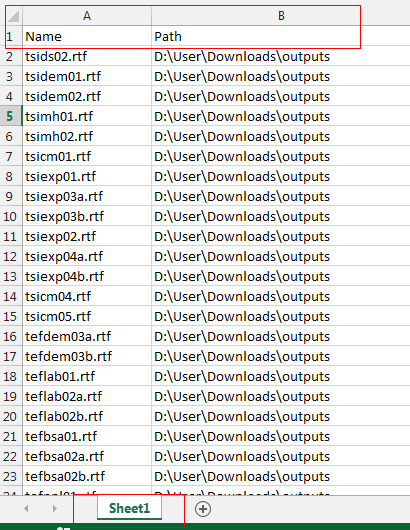 A B
1 Name Path
2 tsids02.rtf D:\User\Downloads\outputs
3 tsidem01.rtf D:\User\Downloads\outputs
4 tsidem02.rtf D:\User\Downloads\outputs
5 tsimh01.rtf D:\User\Downloads\outputs
6 tsimh02.rtf D:\User\Downloads\outputs
7 tsicm01.rtf D:\User\Downloads\outputs
8 tsiexp01.rtf D:\User\Downloads\outputs
9 tsiexp03a.rtf D:\User\Downloads\outputs
10 tsiexp03b.rtf D:\User\Downloads\outputs
11 tsiexp02.rtf D:\User\Downloads\outputs
12 tsiexp04a.rtf D:\User\Downloads\outputs
13 tsiexp04b.rtf D:\User\Downloads\outputs
14 tsicm04.rtf D:\User\Downloads\outputs
15 tsicm05.rtf D:\User\Downloads\outputs
16 tefdem03a.rtf D:\User\Downloads\outputs
17 tefdem03b.rtf D:\User\Downloads\outputs
18 teflab01.rtf D:\User\Downloads\outputs
19 teflab02a.rtf D:\User\Downloads\outputs
20 teflab02b.rtf D:\User\Downloads\outputs
21 tefbsa01.rtf D:\User\Downloads\outputs
22 tefbsa02a.rtf D:\User\Downloads\outputs
23 tefbsa02b.rtf D:\User\Downloads\outputs
Sheet1